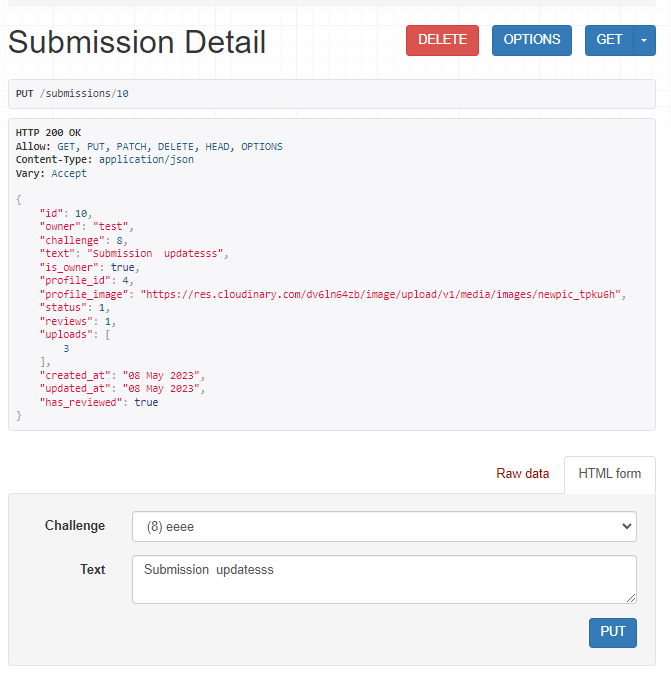 Submission Detail
DELETE
OPTIONS
GET
PUT /submissions/10
HTTP 200 OK
Allow: GET, PUT, PATCH, DELETE, HEAD, OPTIONS
Content-Type: application/json
Vary: Accept
{
    "id": 10,
    "owner": "test",
    "challenge": 8,
    "text": "Submission  updatesss",
    "is_owner": true,
    "profile_id": 4,
    "profile_image": "https://res.cloudinary.com/dv6ln64zb/image/upload/v1/media/images/newpic_tpku6h",
    "status": 1,
    "reviews": 1,
    "uploads": [
        3
    ],
    "created_at": "08 May 2023",
    "updated_at": "08 May 2023",
    "has_reviewed": true
}
Raw data
HTML form
Challenge
(8) eeee
Text
Submission  updatesss
PUT